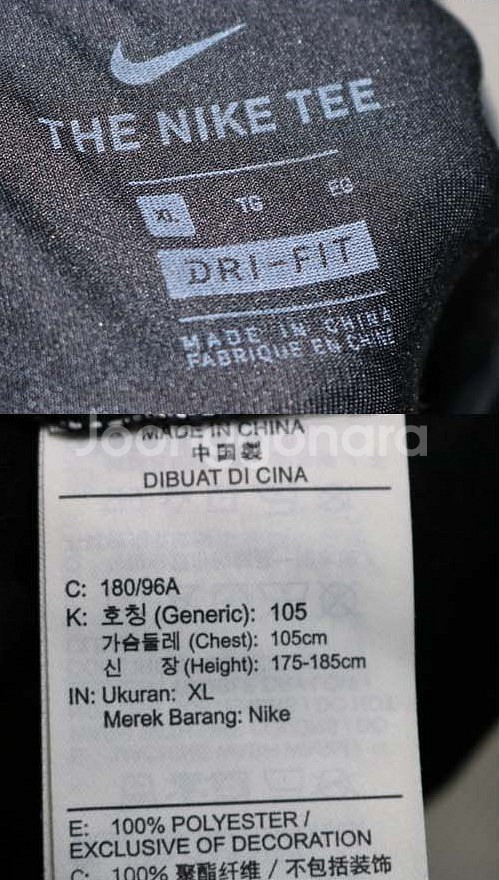 THE NIKE TEE
XL TG EG
DRI-FIT
MADE IN CHINA
FABRIQUE EN CHINE
Joonggonara
MADE IN CHINA
中国製
DIBUAT DI CINA
C: 180/96A
K: 호칭 (Generic): 105
가슴둘레 (Chest): 105cm
신 장 (Height): 175-185cm
IN: Ukuran: XL
Merek Barang: Nike
E: 100% POLYESTER /
EXCLUSIVE OF DECORATION
C: 100% 聚酯纤维 / 不包括装饰